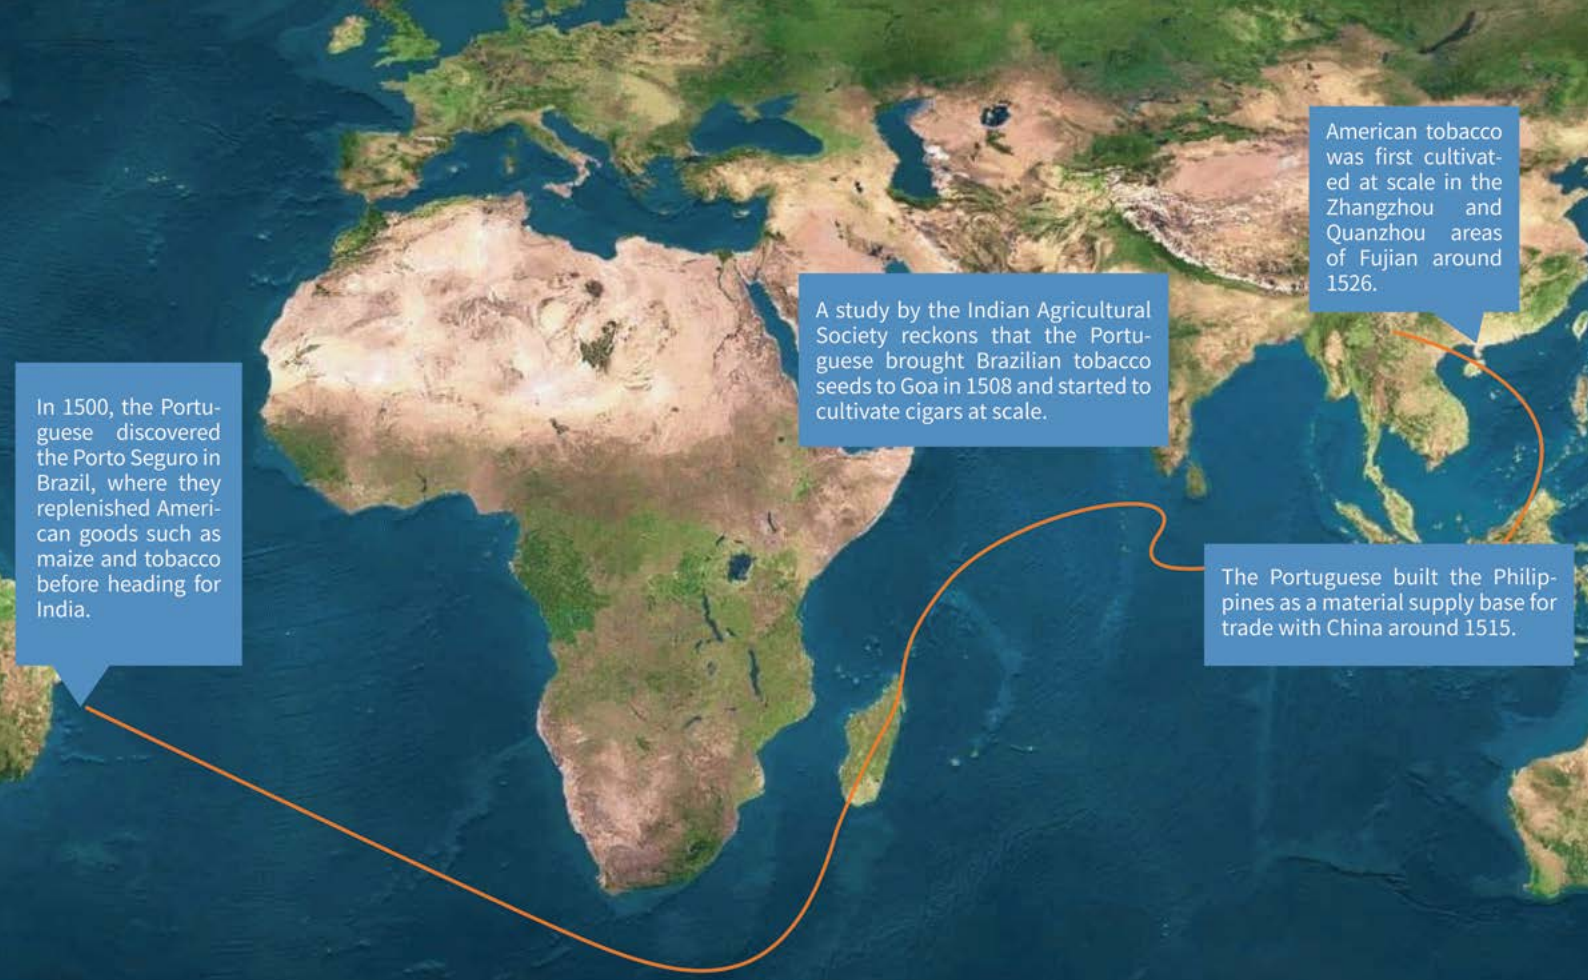 In 1500, the Portu-
guese discovered
the Porto Seguro in
Brazil, where they
replenished Ameri-
can goods such as
maize and tobacco
before heading for
India.
A study by the Indian Agricultural
Society reckons that the Portu-
guese brought Brazilian tobacco
seeds to Goa in 1508 and started to
cultivate cigars at scale.
The Portuguese built the Philip-
pines as a material supply base for
trade with China around 1515.
American tobacco
was first cultivat-
ed at scale in the
Zhangzhou and
Quanzhou areas
of Fujian around
1526.